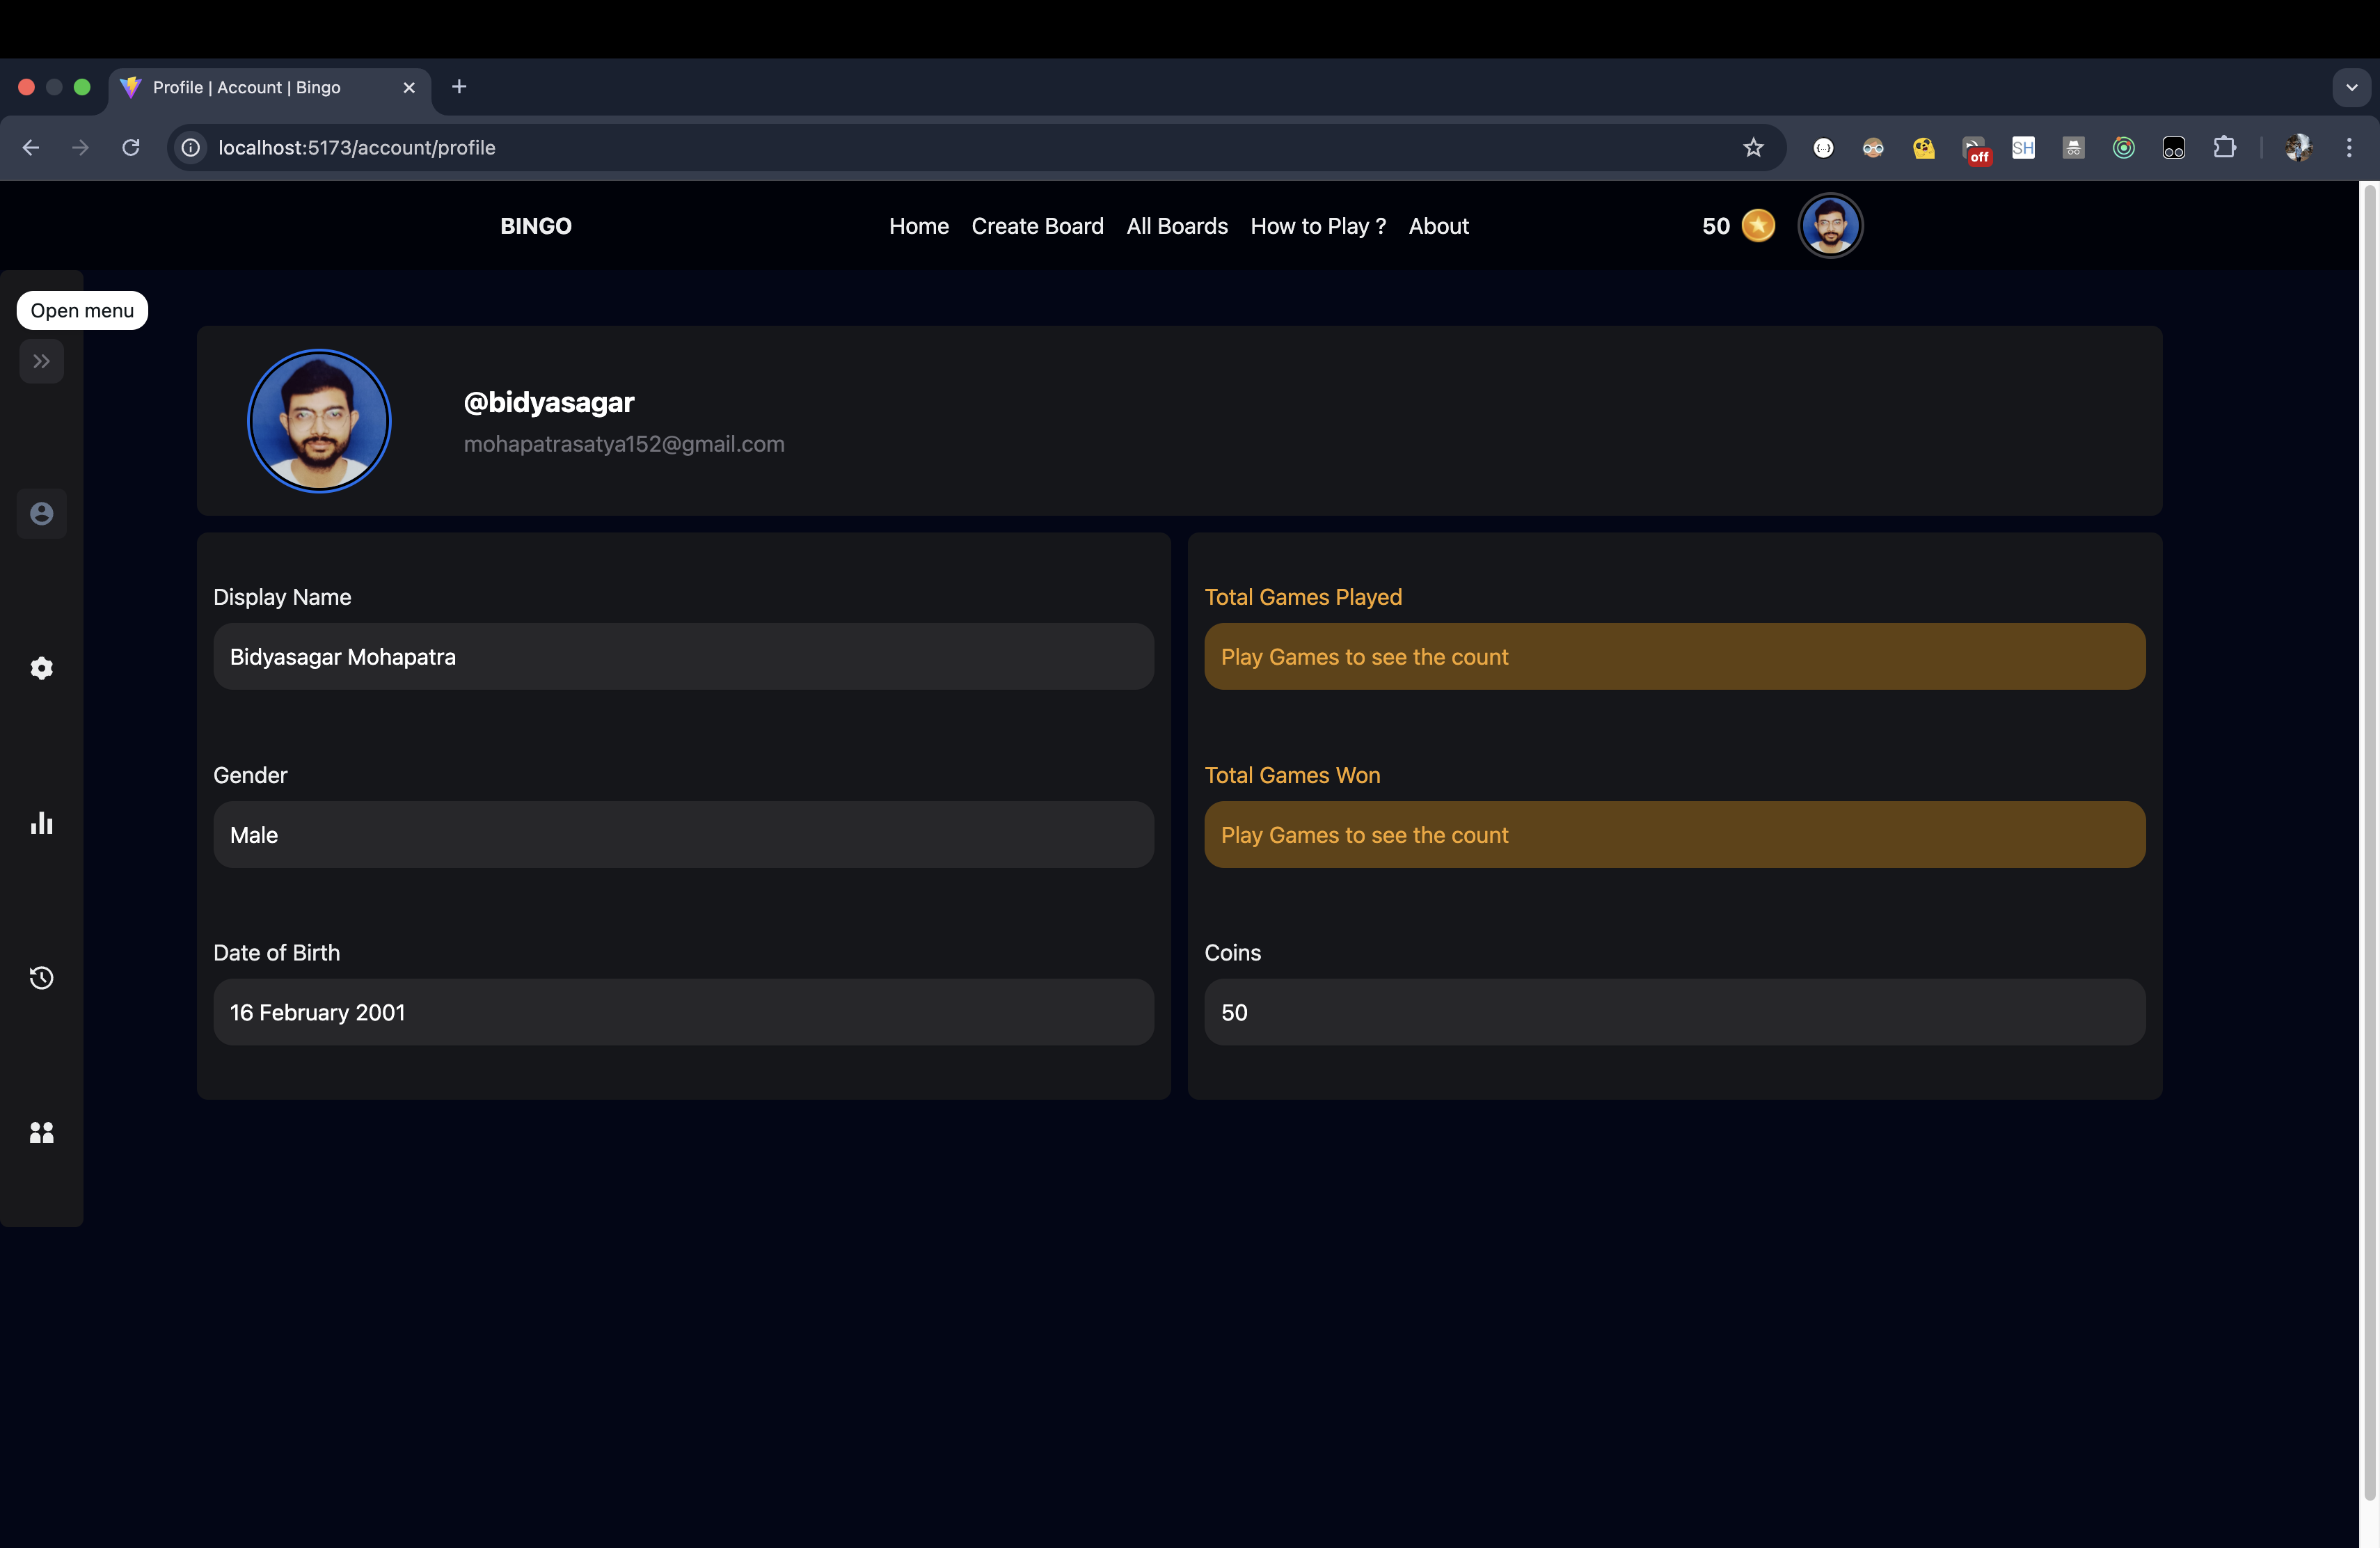 Profile | Account | Bingo
localhost:5173/account/profile
off
SH
BINGO
Home Create Board All Boards How to Play ? About
50
Open menu
@bidyasagar
mohapatrasatya152@gmail.com
Display Name
Bidyasagar Mohapatra
Gender
Male
Date of Birth
16 February 2001
Total Games Played
Play Games to see the count
Total Games Won
Play Games to see the count
Coins
50